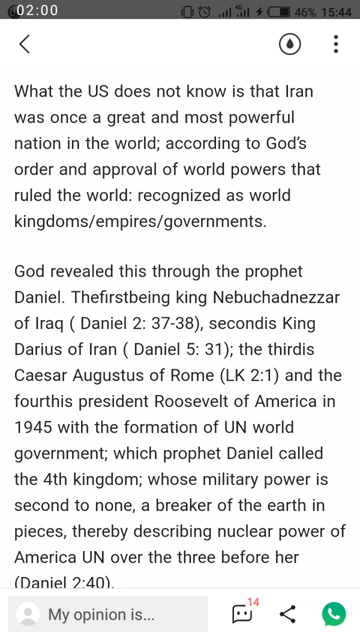 02:00
4G
46% 15:44
What the US does not know is that Iran
was once a great and most powerful
nation in the world; according to God's
order and approval of world powers that
ruled the world: recognized as world
kingdoms/empires/governments.
God revealed this through the prophet
Daniel. Thefirstbeing king Nebuchadnezzar
of Iraq ( Daniel 2: 37-38), secondis King
Darius of Iran ( Daniel 5: 31); the thirdis
Caesar Augustus of Rome (LK 2:1) and the
fourthis president Roosevelt of America in
1945 with the formation of UN world
government; which prophet Daniel called
the 4th kingdom; whose military power is
second to none, a breaker of the earth in
pieces, thereby describing nuclear power of
America UN over the three before her
(Daniel 2:40).
My opinion is...
14